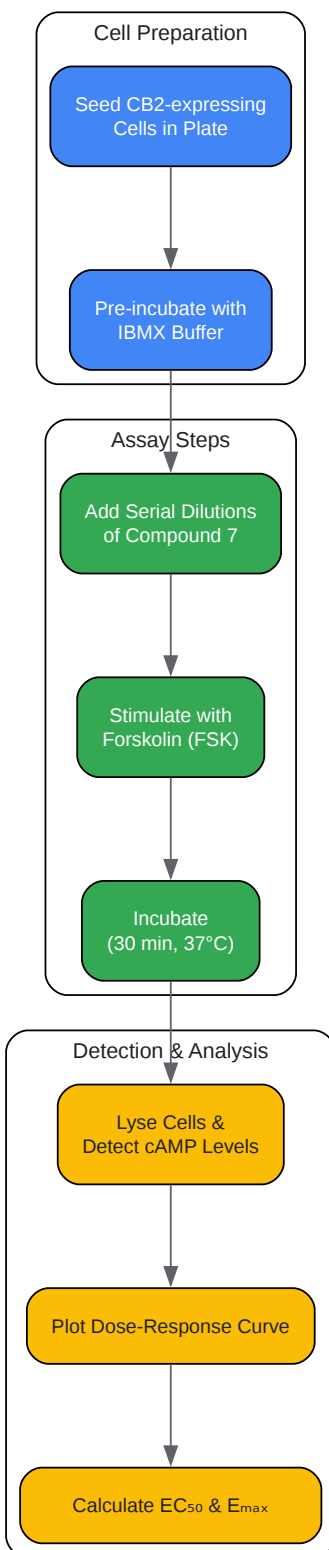 Cell Preparation
Seed CB2-expressing
Cells in Plate
Pre-incubate with
IBMX Buffer
Assay Steps
Add Serial Dilutions
of Compound 7
Stimulate with
Forskolin (FSK)
Incubate
(30 min, 37°C)
Detection & Analysis
Lyse Cells &
Detect cAMP Levels
Plot Dose-Response Curve
Calculate EC₅₀ & Eₘₐₓ